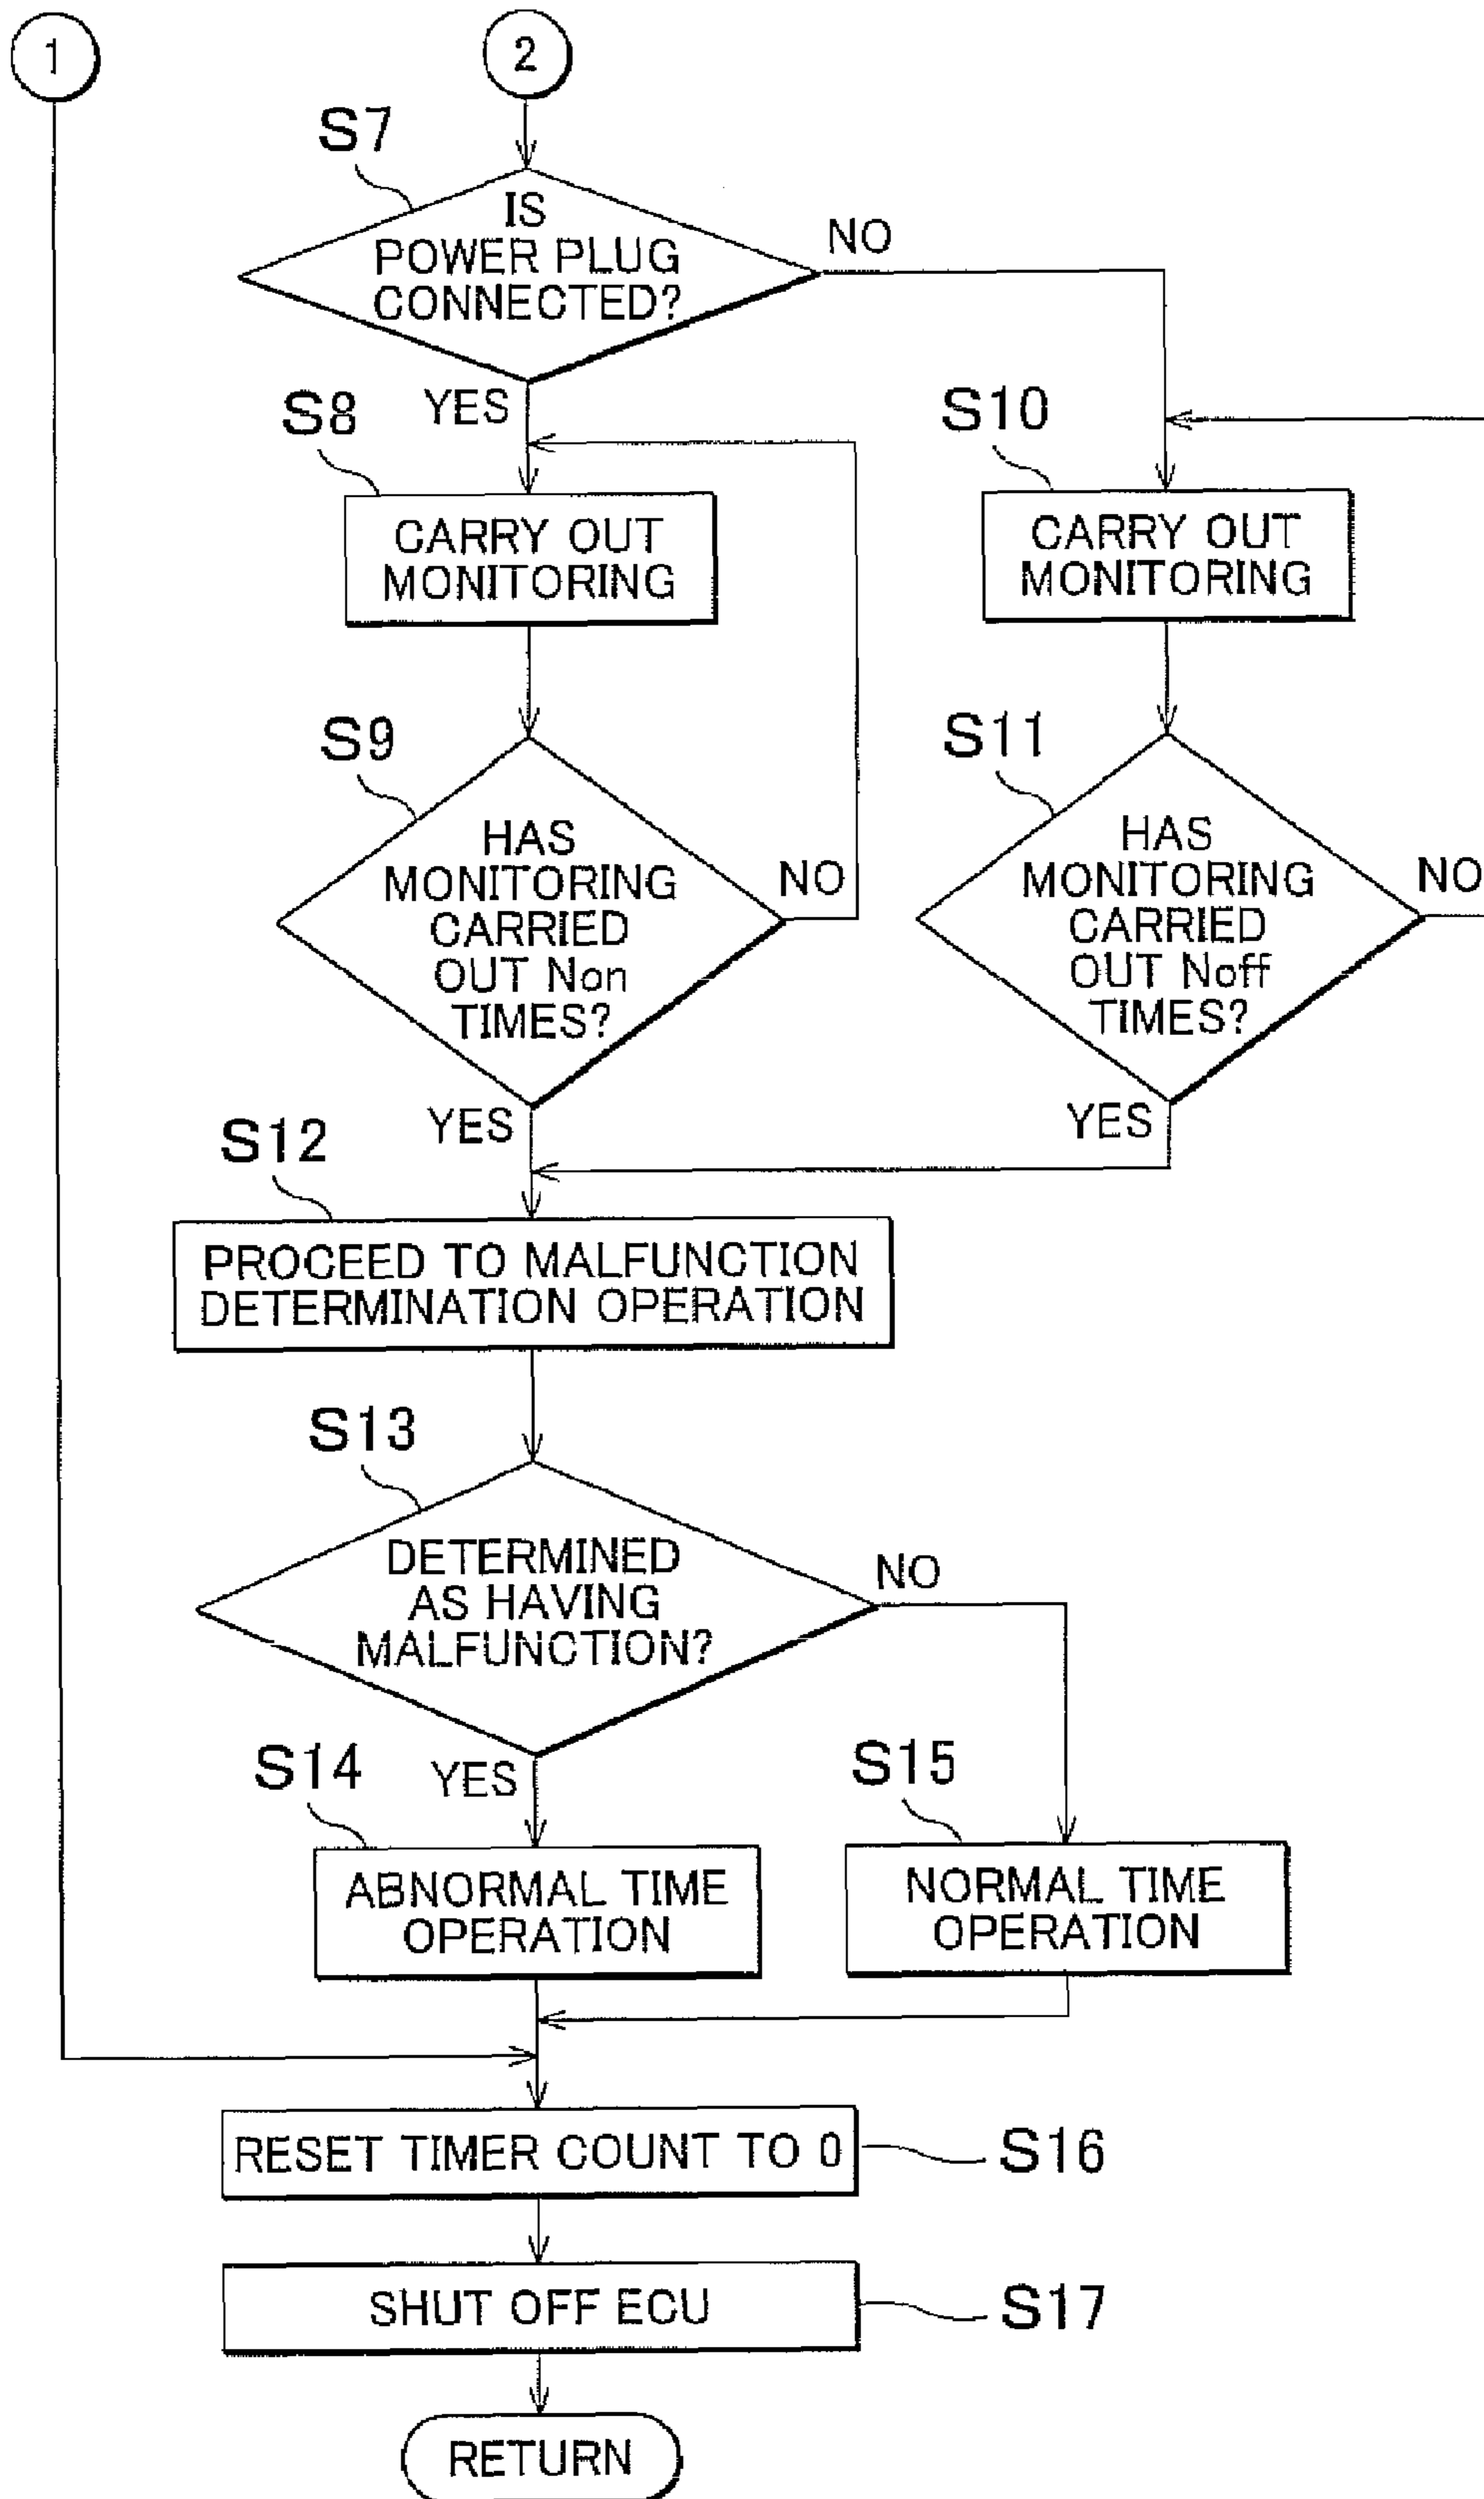 1
2
S7
IS
POWER PLUG
CONNECTED?
NO
YES
S8
CARRY OUT
MONITORING
S10
CARRY OUT
MONITORING
S9
HAS
MONITORING
CARRIED
OUT Non
TIMES?
NO
YES
S11
HAS
MONITORING
CARRIED
OUT Noff
TIMES?
NO
YES
S12
PROCEED TO MALFUNCTION
DETERMINATION OPERATION
S13
DETERMINED
AS HAVING
MALFUNCTION?
NO
YES
S14
ABNORMAL TIME
OPERATION
S15
NORMAL TIME
OPERATION
RESET TIMER COUNT TO 0
S16
SHUT OFF ECU
S17
RETURN